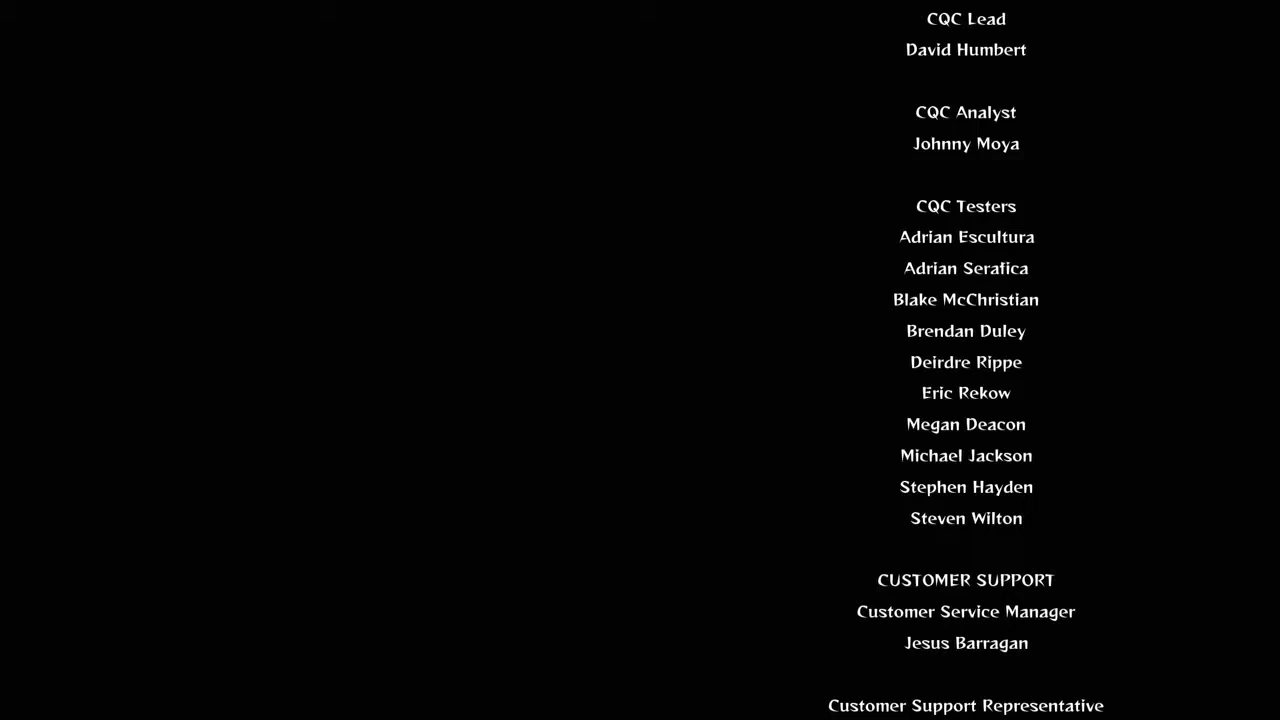 CQC Lead
David Humbert
CQC Analyst
Johnny Moya
CQC Testers
Adrian Escultura
Adrian Serafica
Blake McChristian
Brendan Duley
Deirdre Rippe
Eric Rekow
Megan Deacon
Michael Jackson
Stephen Hayden
Steven Wilton
CUSTOMER SUPPORT
Customer Service Manager
Jesus Barragan
Customer Support Representative